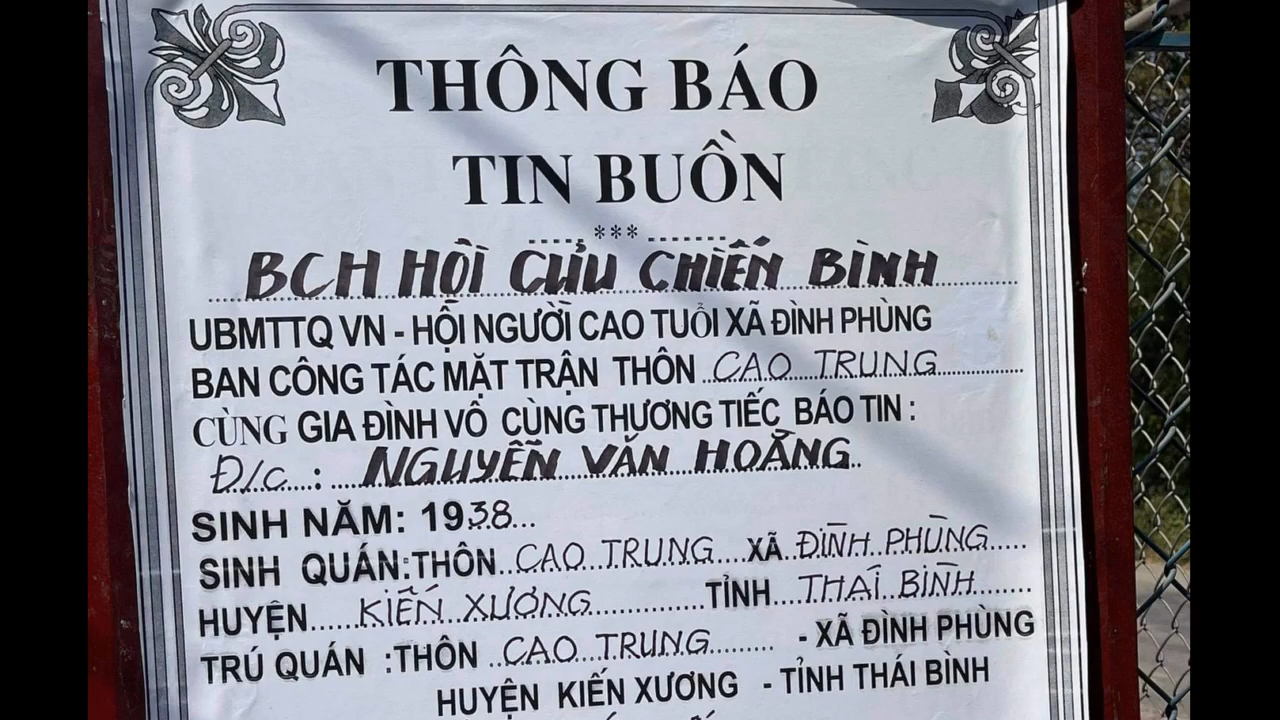 THÔNG BÁO
TIN BUỒN
***
BCH HỘI CỰU CHIẾN BÌNH
UBMTTQ VN - HỘI NGƯỜI CAO TUỔI XÃ ĐÌNH PHÙNG
BAN CÔNG TÁC MẶT TRẬN THÔN CAO TRUNG
CÙNG GIA ĐÌNH VÔ CÙNG THƯƠNG TIẾC BÁO TIN :
Đ/c : NGUYỄN VĂN HOẰNG
SINH NĂM: 1938
SINH QUÁN: THÔN CAO TRUNG XÃ ĐÌNH PHÙNG
HUYỆN KIẾN XƯƠNG TỈNH THÁI BÌNH
TRÚ QUÁN : THÔN CAO TRUNG - XÃ ĐÌNH PHÙNG
HUYỆN KIẾN XƯƠNG - TỈNH THÁI BÌNH